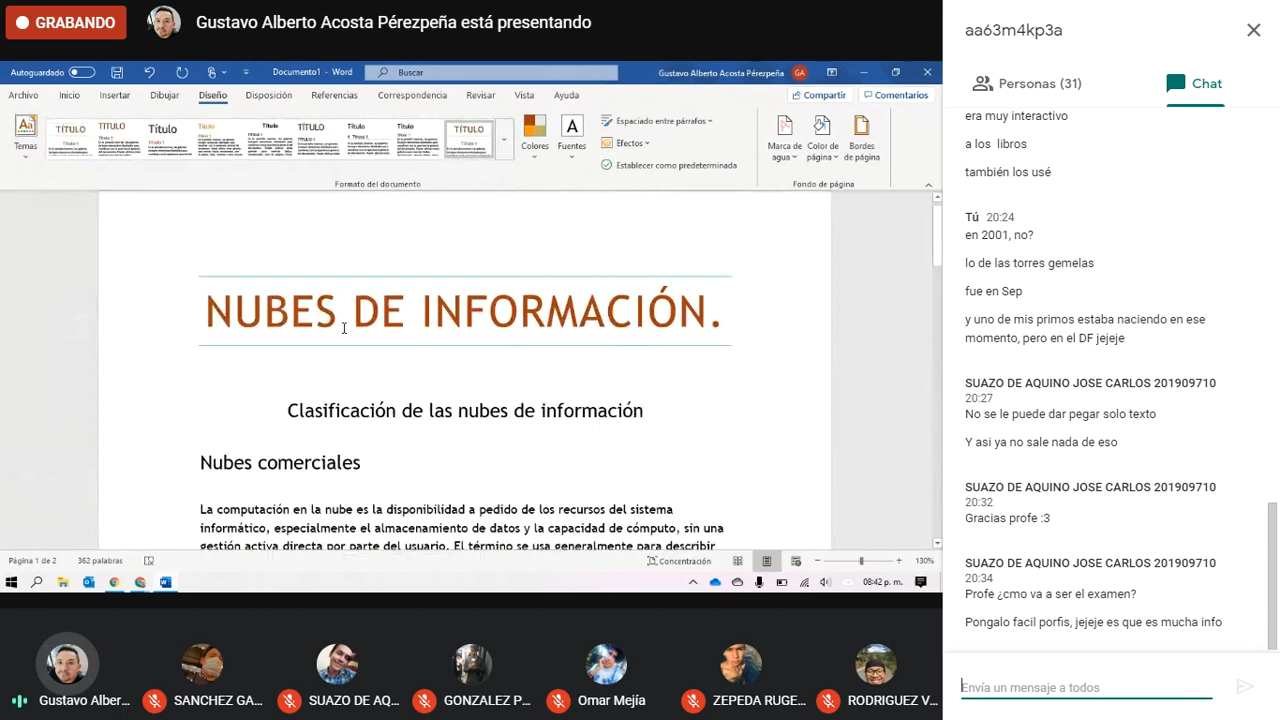 GRABANDO
Gustavo Alberto Acosta Pérezpeña está presentando
Autoguardado
Documento1 - Word
Buscar
Gustavo Alberto Acosta Pérezpeña
GA
Archivo Inicio Insertar Dibujar Diseño Disposición Referencias Correspondencia Revisar Vista Ayuda
Compartir
Comentarios
Temas
TÍTULO
TÍTULO
Título
Título
Título
TÍTULO
Título
Título
TÍTULO
Colores
Fuentes
Espaciado entre párrafos
Efectos
Establecer como predeterminada
Marca de agua
Color de página
Bordes de página
Formato del documento
Fondo de página
NUBES DE INFORMACIÓN.
Clasificación de las nubes de información
Nubes comerciales
La computación en la nube es la disponibilidad a pedido de los recursos del sistema
informático, especialmente el almacenamiento de datos y la capacidad de cómputo, sin una
gestión activa directa por parte del usuario. El término se usa generalmente para describir
Página 1 de 2
362 palabras
Concentración
130%
08:42 p. m.
Gustavo Alber...
SANCHEZ GA...
SUAZO DE AQ...
GONZALEZ P...
Omar Mejía
ZEPEDA RUGE...
RODRIGUEZ V...
aa63m4kp3a
Personas (31)
Chat
era muy interactivo
a los libros
también los usé
Tú 20:24
en 2001, no?
lo de las torres gemelas
fue en Sep
y uno de mis primos estaba naciendo en ese
momento, pero en el DF jejeje
SUAZO DE AQUINO JOSE CARLOS 201909710
20:27
No se le puede dar pegar solo texto
Y asi ya no sale nada de eso
SUAZO DE AQUINO JOSE CARLOS 201909710
20:32
Gracias profe :3
SUAZO DE AQUINO JOSE CARLOS 201909710
20:34
Profe ¿cmo va a ser el examen?
Pongalo facil porfis, jejeje es que es mucha info
Envía un mensaje a todos